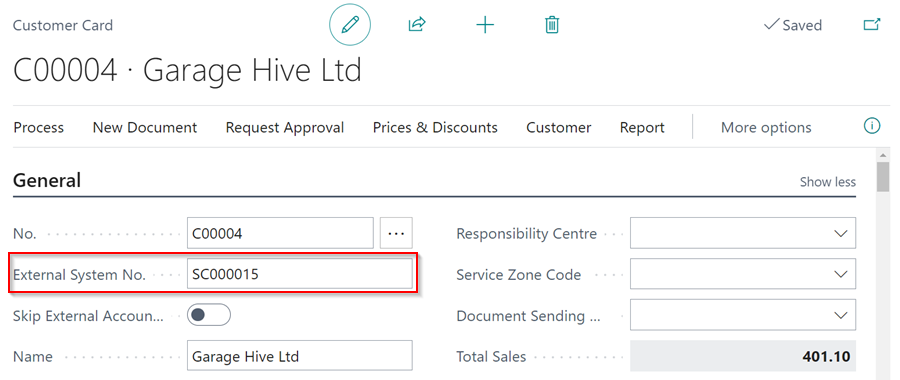 Customer Card
Saved
C00004 · Garage Hive Ltd
Process New Document Request Approval Prices & Discounts Customer Report More options
General Show less
No. C00004 ... Responsibility Centre
External System No. SC000015 Service Zone Code
Skip External Accoun... Document Sending ...
Name Garage Hive Ltd Total Sales 401.10